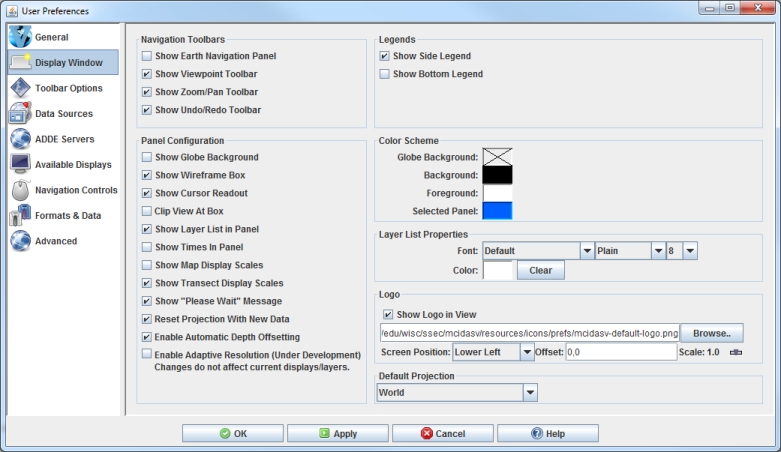 User Preferences
General
Display Window
Toolbar Options
Data Sources
ADDE Servers
Available Displays
Navigation Controls
Formats & Data
Advanced
Navigation Toolbars
Show Earth Navigation Panel
Show Viewpoint Toolbar
Show Zoom/Pan Toolbar
Show Undo/Redo Toolbar
Panel Configuration
Show Globe Background
Show Wireframe Box
Show Cursor Readout
Clip View At Box
Show Layer List in Panel
Show Times In Panel
Show Map Display Scales
Show Transect Display Scales
Show "Please Wait" Message
Reset Projection With New Data
Enable Automatic Depth Offsetting
Enable Adaptive Resolution (Under Development)
Changes do not affect current displays/layers.
Legends
Show Side Legend
Show Bottom Legend
Color Scheme
Globe Background:
Background:
Foreground:
Selected Panel:
Layer List Properties
Font: Default Plain 8
Color: Clear
Logo
Show Logo in View
/edu/wisc/ssec/mcidasv/resources/icons/prefs/mcidasv-default-logo.png Browse..
Screen Position: Lower Left Offset: 0,0 Scale: 1.0
Default Projection
World
OK Apply Cancel Help